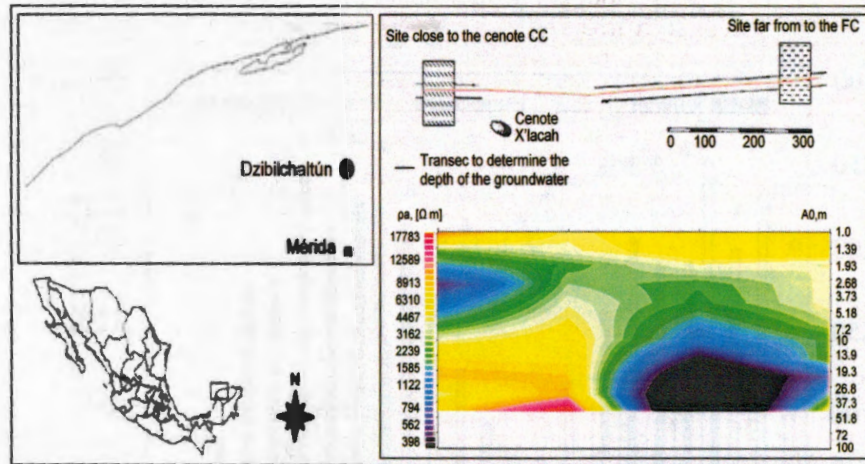 Dzibilchaltún
Mérida
N
Site close to the cenote CC
Site far from to the FC
Cenote
X'lacah
0 100 200 300
Transec to determine the
depth of the groundwater
ρa, [Ω m]
A0,m
17783
12589
8913
6310
4467
3162
2239
1585
1122
794
562
398
1.0
1.39
1.93
2.68
3.73
5.18
7.2
10
13.9
19.3
26.8
37.3
51.8
72
100